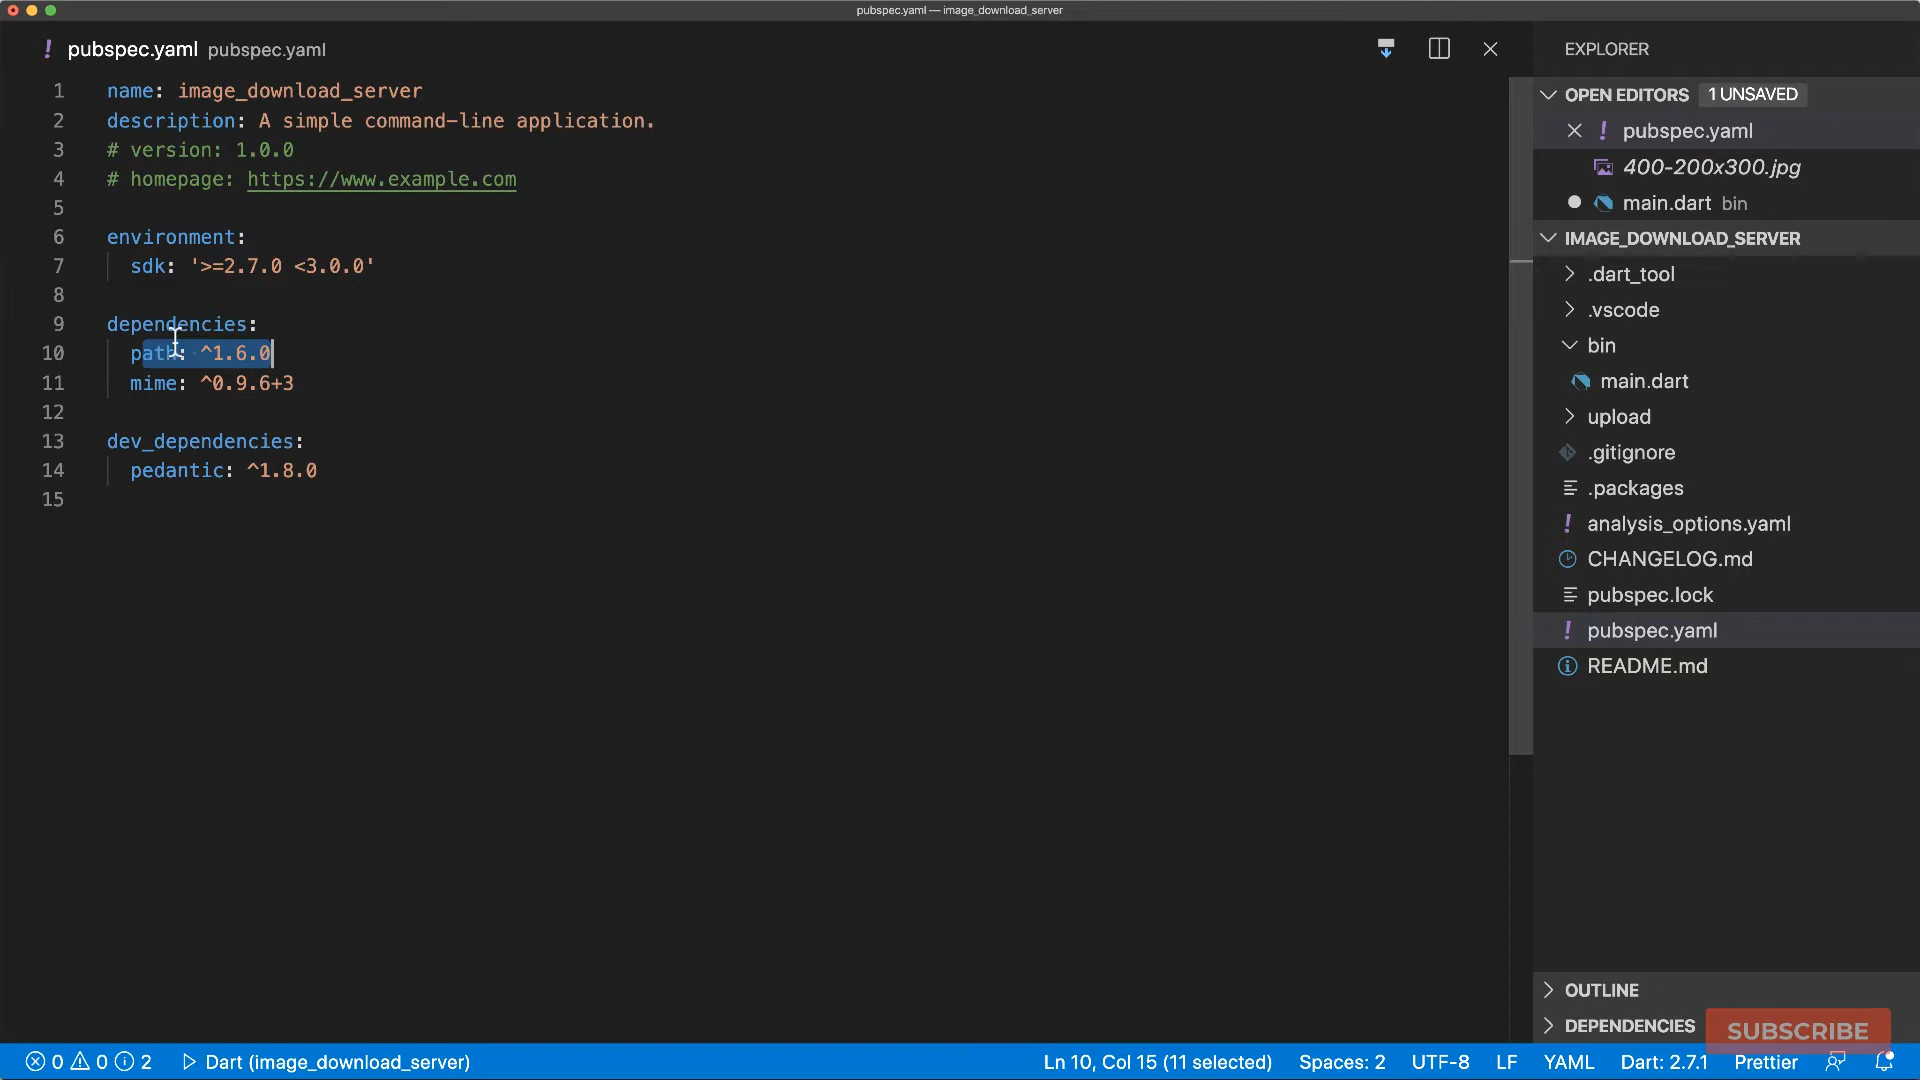 pubspec.yaml — image_download_server
! pubspec.yaml pubspec.yaml
1 name: image_download_server
2 description: A simple command-line application.
3 # version: 1.0.0
4 # homepage: https://www.example.com
5
6 environment:
7 sdk: '>=2.7.0 <3.0.0'
8
9 dependencies:
10 path: ^1.6.0
11 mime: ^0.9.6+3
12
13 dev_dependencies:
14 pedantic: ^1.8.0
15
EXPLORER
OPEN EDITORS 1 UNSAVED
! pubspec.yaml
400-200x300.jpg
main.dart bin
IMAGE_DOWNLOAD_SERVER
.dart_tool
.vscode
bin
main.dart
upload
.gitignore
.packages
! analysis_options.yaml
CHANGELOG.md
pubspec.lock
! pubspec.yaml
README.md
OUTLINE
DEPENDENCIES
SUBSCRIBE
0 0 2 Dart (image_download_server) Ln 10, Col 15 (11 selected) Spaces: 2 UTF-8 LF YAML Dart: 2.7.1 Prettier